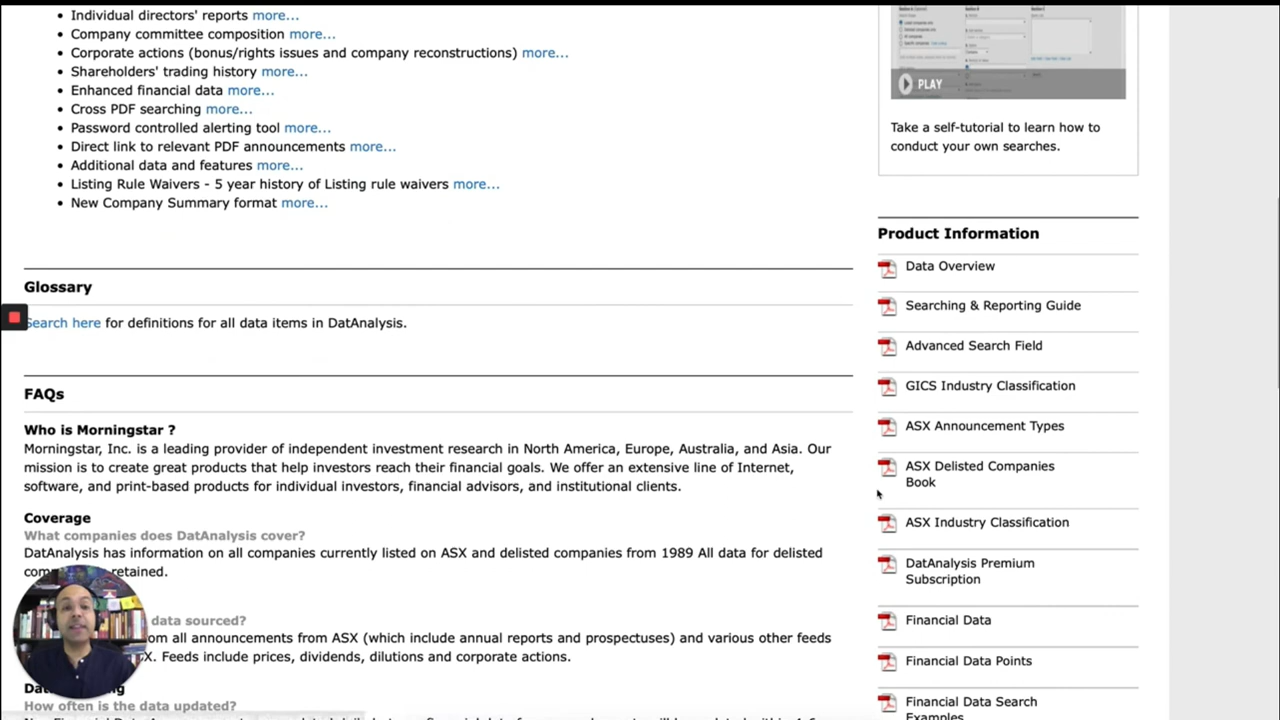 Individual directors' reports more...
Company committee composition more...
Corporate actions (bonus/rights issues and company reconstructions) more...
Shareholders' trading history more...
Enhanced financial data more...
Cross PDF searching more...
Password controlled alerting tool more...
Direct link to relevant PDF announcements more...
Additional data and features more...
Listing Rule Waivers - 5 year history of Listing rule waivers more...
New Company Summary format more...
Glossary
Search here for definitions for all data items in DatAnalysis.
FAQs
Who is Morningstar ?
Morningstar, Inc. is a leading provider of independent investment research in North America, Europe, Australia, and Asia. Our
mission is to create great products that help investors reach their financial goals. We offer an extensive line of Internet,
software, and print-based products for individual investors, financial advisors, and institutional clients.
Coverage
What companies does DatAnalysis cover?
DatAnalysis has information on all companies currently listed on ASX and delisted companies from 1989 All data for delisted
retained.
data sourced?
all announcements from ASX (which include annual reports and prospectuses) and various other feeds
Feeds include prices, dividends, dilutions and corporate actions.
How often is the data updated?
PLAY
Take a self-tutorial to learn how to
conduct your own searches.
Product Information
Data Overview
Searching & Reporting Guide
Advanced Search Field
GICS Industry Classification
ASX Announcement Types
ASX Delisted Companies
Book
ASX Industry Classification
DatAnalysis Premium
Subscription
Financial Data
Financial Data Points
Financial Data Search
Examples